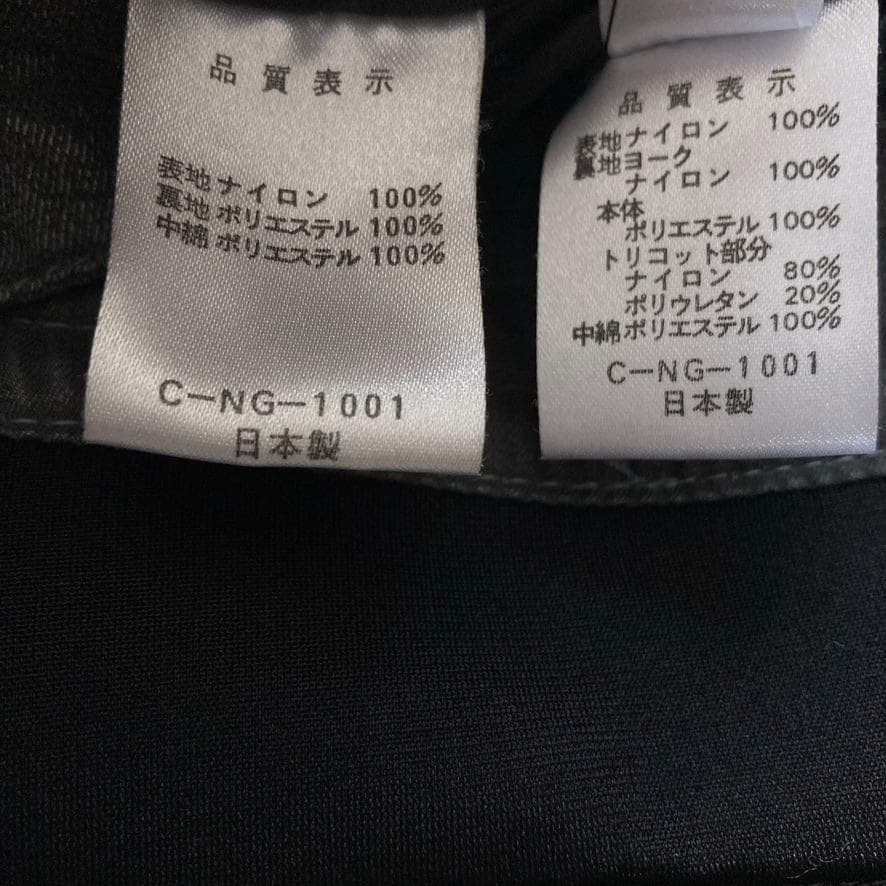 品質表示
表地ナイロン 100%
裏地ポリエステル 100%
中綿ポリエステル 100%
C-NG-1001
日本製
品質表示
表地ナイロン 100%
裏地ヨーク
ナイロン 100%
本体
ポリエステル 100%
トリコット部分
ナイロン 80%
ポリウレタン 20%
中綿ポリエステル 100%
C-NG-1001
日本製